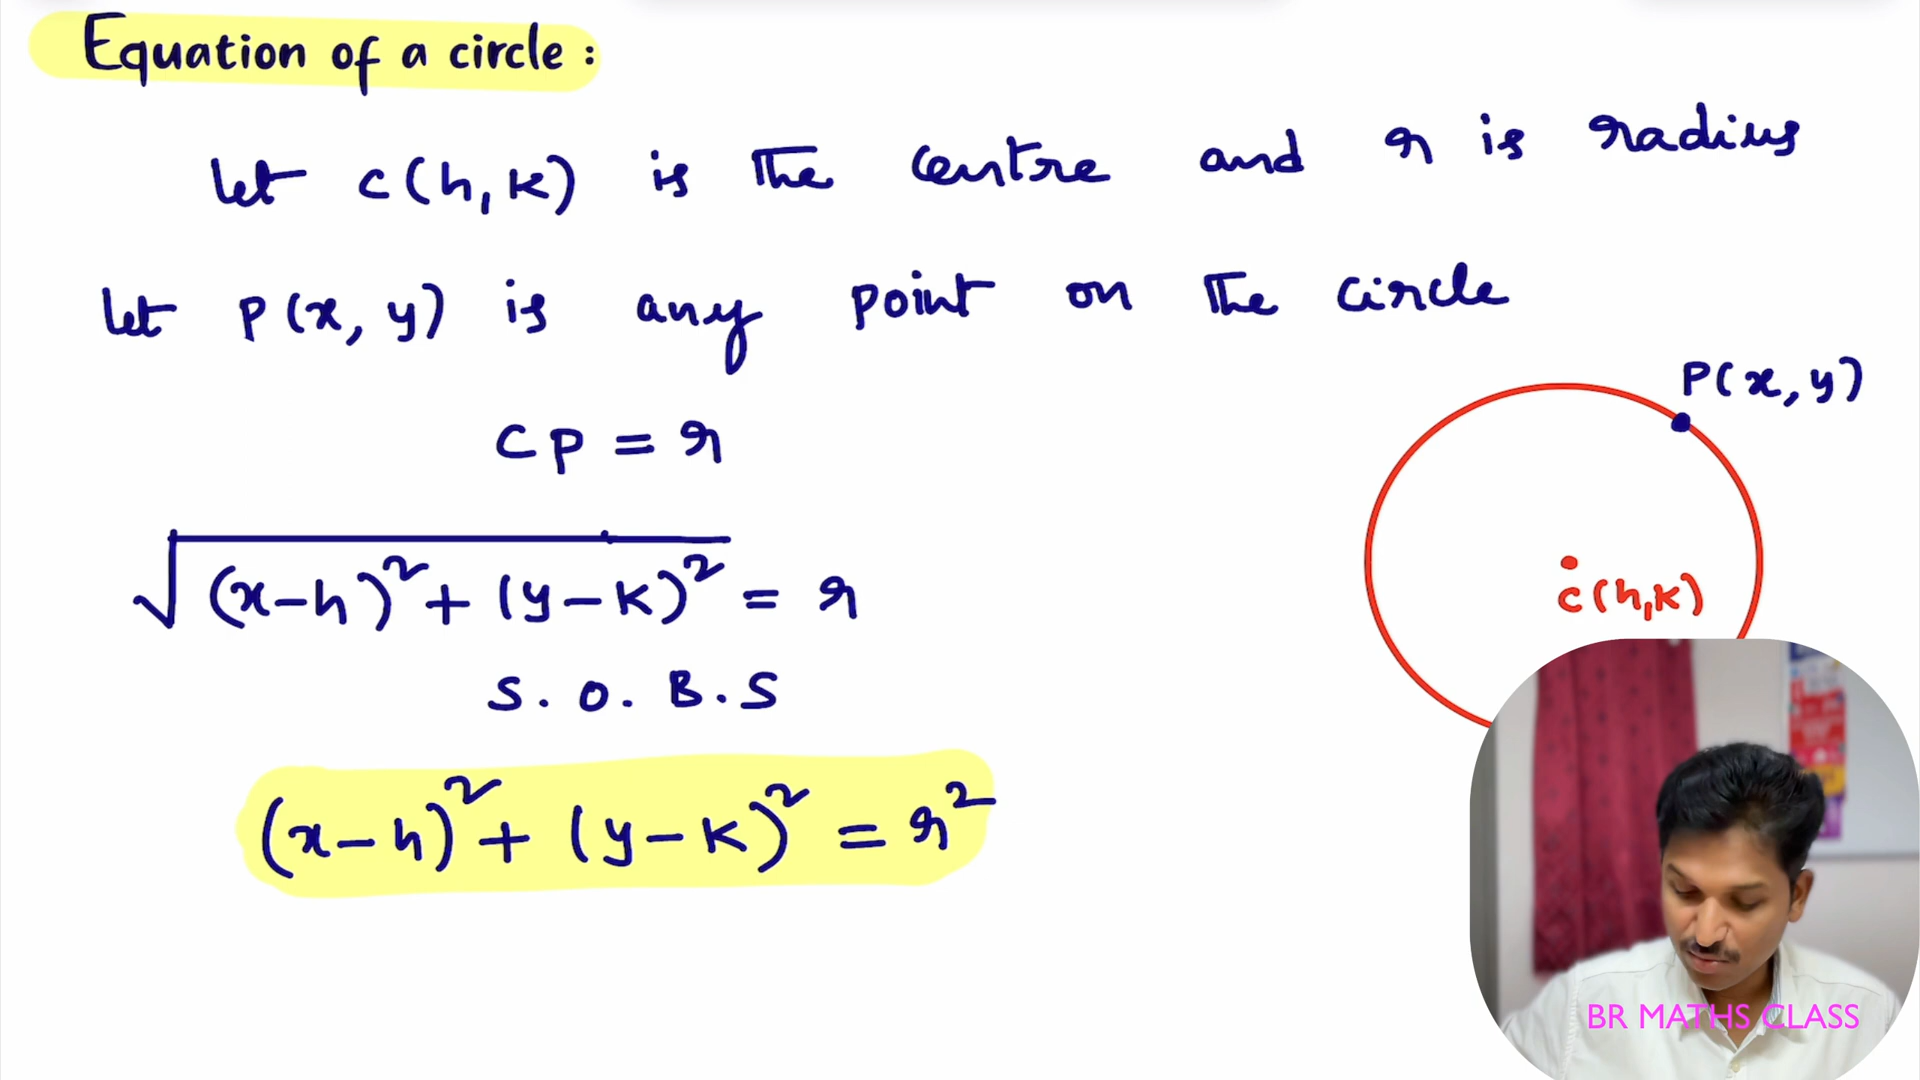 Equation of a circle :
let c(h, k) is the centre and r is radius
let P(x, y) is any point on the circle
P(x, y)
CP = r
√(x-h)² + (y-k)² = r
c(h,k)
S. O. B. S
(x-h)² + (y-k)² = r²
BR MATHS CLASS